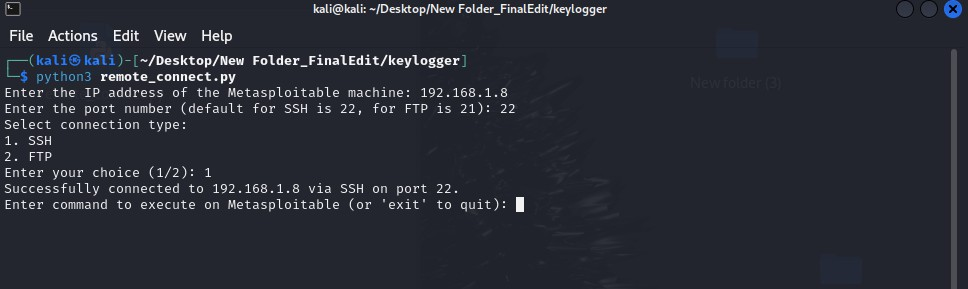 kali@kali: ~/Desktop/New Folder_FinalEdit/keylogger
File Actions Edit View Help
┌──(kali㉿kali)-[~/Desktop/New Folder_FinalEdit/keylogger]
└─$ python3 remote_connect.py
Enter the IP address of the Metasploitable machine: 192.168.1.8
Enter the port number (default for SSH is 22, for FTP is 21): 22
Select connection type:
1. SSH
2. FTP
Enter your choice (1/2): 1
Successfully connected to 192.168.1.8 via SSH on port 22.
Enter command to execute on Metasploitable (or 'exit' to quit):
New folder (3)